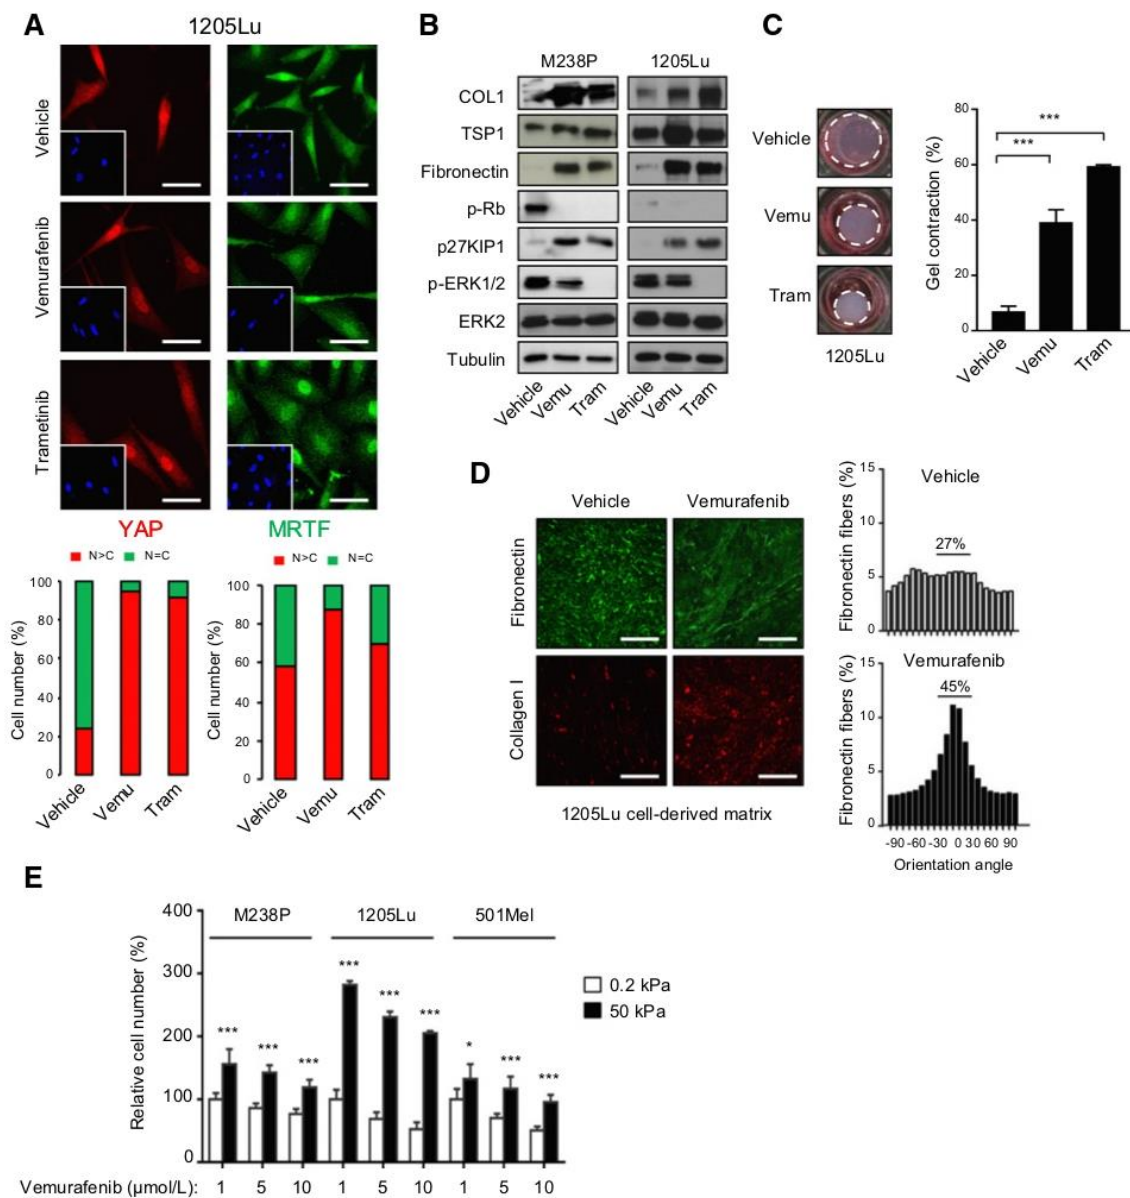 A
1205Lu
Vehicle
Vemurafenib
Trametinib
YAP
MRTF
N>C N=C
N>C N=C
Cell number (%)
100
80
60
40
20
0
Vehicle
Vemu
Tram
Cell number (%)
100
80
60
40
20
0
Vehicle
Vemu
Tram
B
M238P 1205Lu
COL1
TSP1
Fibronectin
p-Rb
p27KIP1
p-ERK1/2
ERK2
Tubulin
Vehicle
Vemu
Tram
Vehicle
Vemu
Tram
C
Vehicle
Vemu
Tram
1205Lu
Gel contraction (%)
80
60
40
20
0
***
***
Vehicle
Vemu
Tram
D
Vehicle Vemurafenib
Fibronectin
Collagen I
1205Lu cell-derived matrix
Fibronectin fibers (%)
15
10
5
0
Vehicle
27%
Fibronectin fibers (%)
15
10
5
0
Vemurafenib
45%
-90 -60 -30 0 30 60 90
Orientation angle
E
Relative cell number (%)
400
300
200
100
0
M238P 1205Lu 501Mel
*** *** *** *** *** *** * *** ***
0.2 kPa
50 kPa
Vemurafenib (µmol/L): 1 5 10 1 5 10 1 5 10